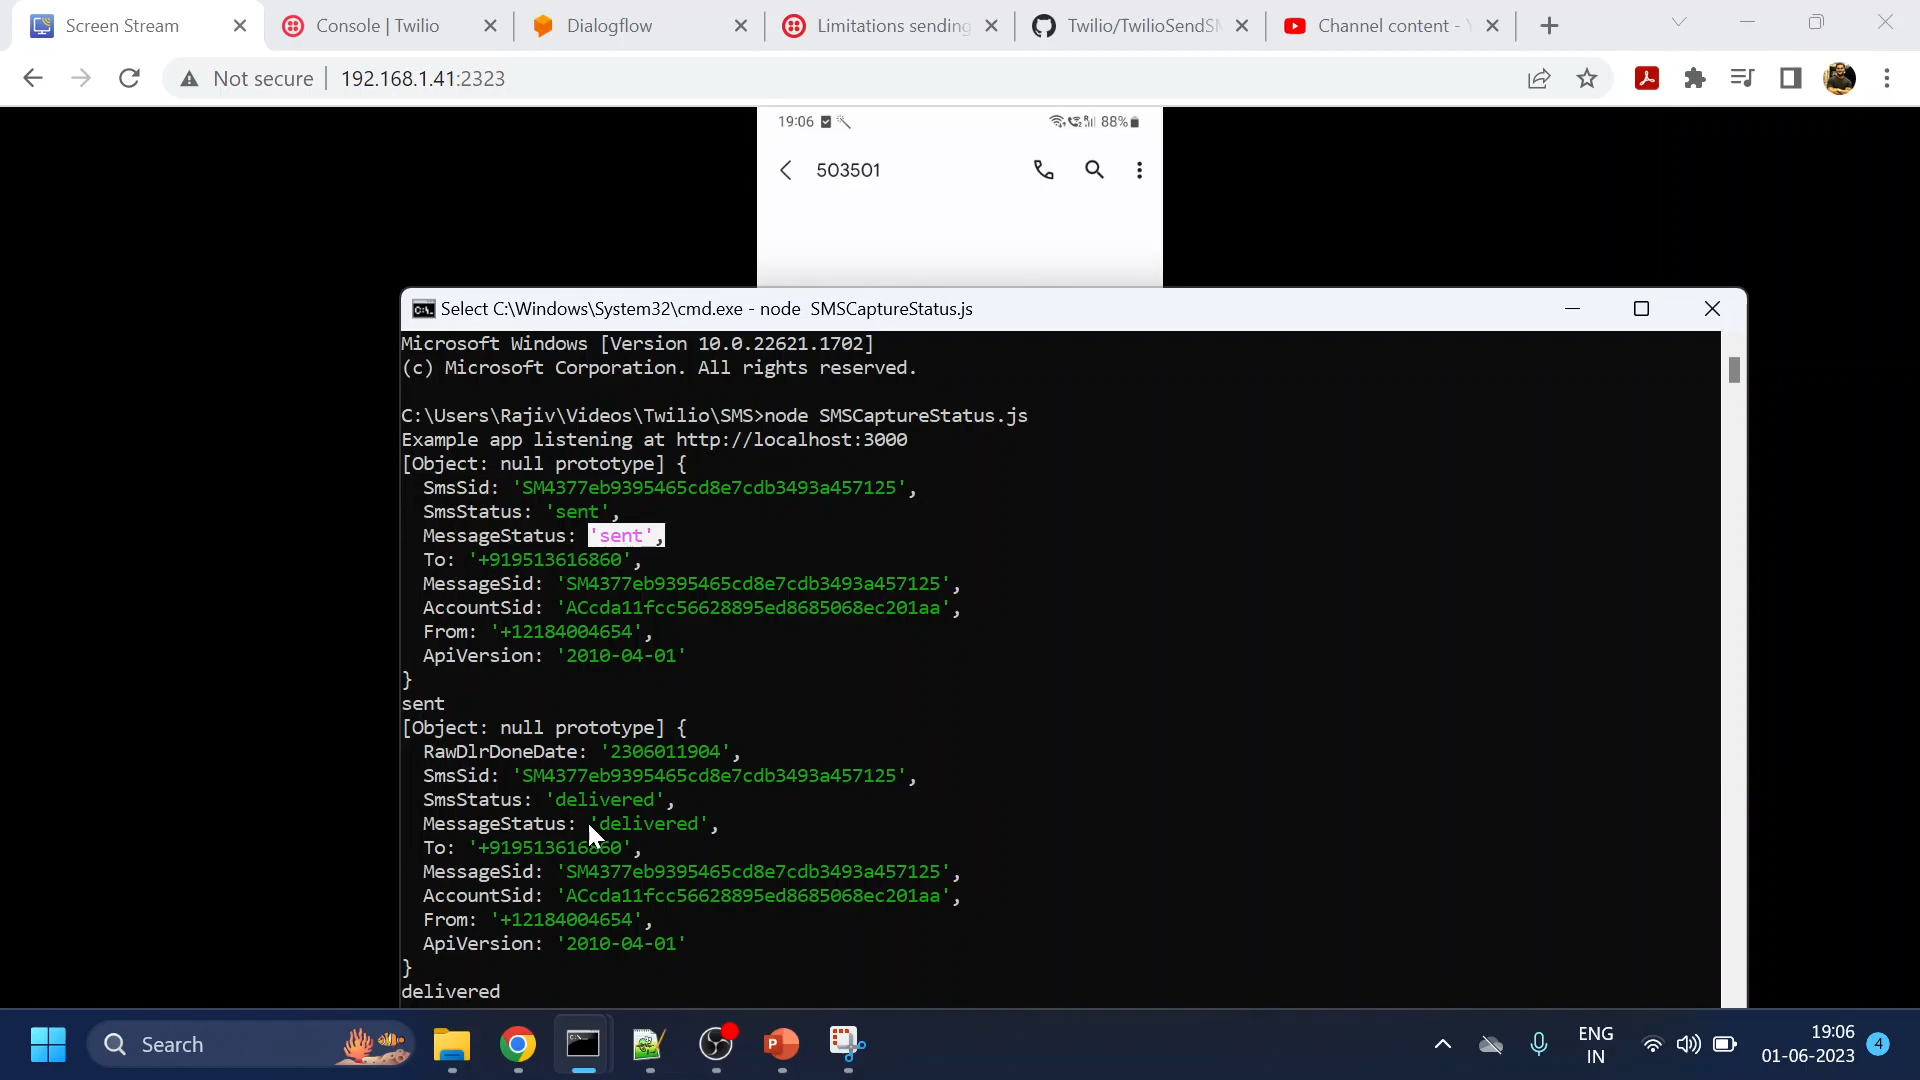 Screen Stream
Console | Twilio
Dialogflow
Limitations sending
Twilio/TwilioSendSM
Channel content - Y
Not secure
192.168.1.41:2323
19:06
88%
503501
Select C:\Windows\System32\cmd.exe - node  SMSCaptureStatus.js
Microsoft Windows [Version 10.0.22621.1702]
(c) Microsoft Corporation. All rights reserved.
C:\Users\Rajiv\Videos\Twilio\SMS>node SMSCaptureStatus.js
Example app listening at http://localhost:3000
[Object: null prototype] {
SmsSid: 'SM4377eb9395465cd8e7cdb3493a457125',
SmsStatus: 'sent',
MessageStatus: 'sent',
To: '+919513616860',
MessageSid: 'SM4377eb9395465cd8e7cdb3493a457125',
AccountSid: 'ACcda11fcc56628895ed8685068ec201aa',
From: '+12184004654',
ApiVersion: '2010-04-01'
}
sent
[Object: null prototype] {
RawDlrDoneDate: '2306011904',
SmsSid: 'SM4377eb9395465cd8e7cdb3493a457125',
SmsStatus: 'delivered',
MessageStatus: 'delivered',
To: '+919513616860',
MessageSid: 'SM4377eb9395465cd8e7cdb3493a457125',
AccountSid: 'ACcda11fcc56628895ed8685068ec201aa',
From: '+12184004654',
ApiVersion: '2010-04-01'
}
delivered
Search
ENG
IN
19:06
01-06-2023
4